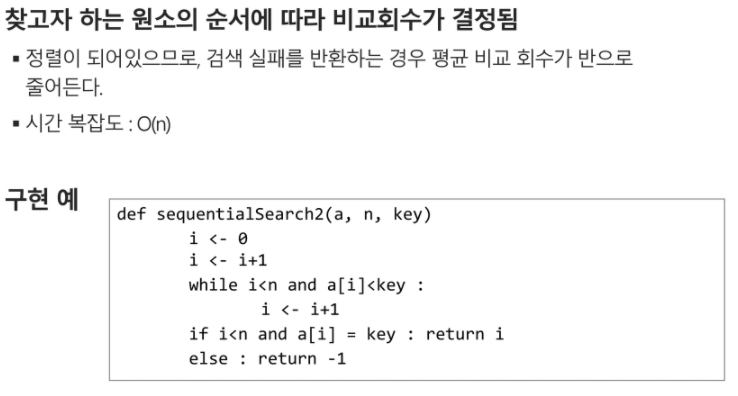 찾고자 하는 원소의 순서에 따라 비교회수가 결정됨
▪ 정렬이 되어있으므로, 검색 실패를 반환하는 경우 평균 비교 회수가 반으로
줄어든다.
▪ 시간 복잡도 : O(n)
구현 예
def sequentialSearch2(a, n, key)
i <- 0
i <- i+1
while i<n and a[i]<key :
i <- i+1
if i<n and a[i] = key : return i
else : return -1